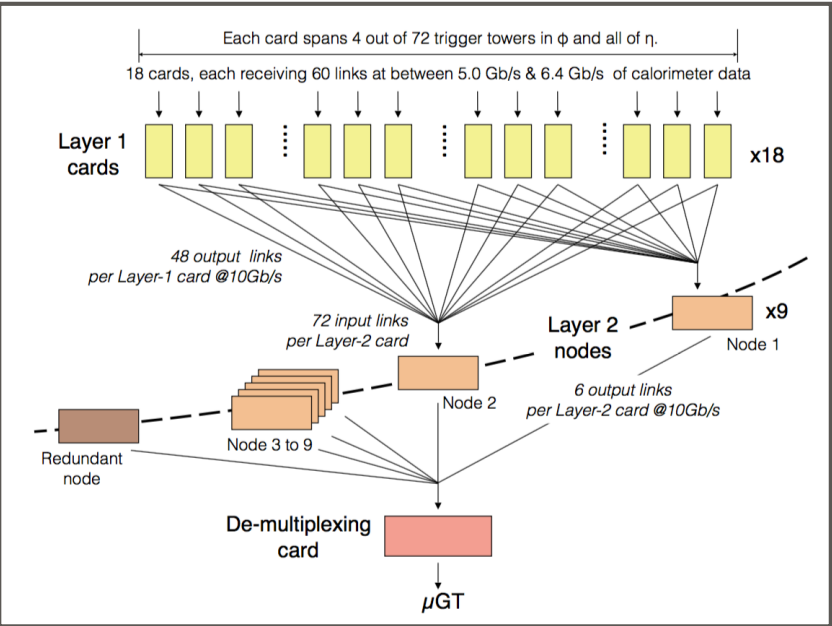 Each card spans 4 out of 72 trigger towers in ϕ and all of η.
18 cards, each receiving 60 links at between 5.0 Gb/s & 6.4 Gb/s of calorimeter data
Layer 1
cards
x18
48 output links
per Layer-1 card @10Gb/s
72 input links
per Layer-2 card
Layer 2
nodes
x9
Node 1
6 output links
per Layer-2 card @10Gb/s
Node 2
Node 3 to 9
Redundant
node
De-multiplexing
card
μGT